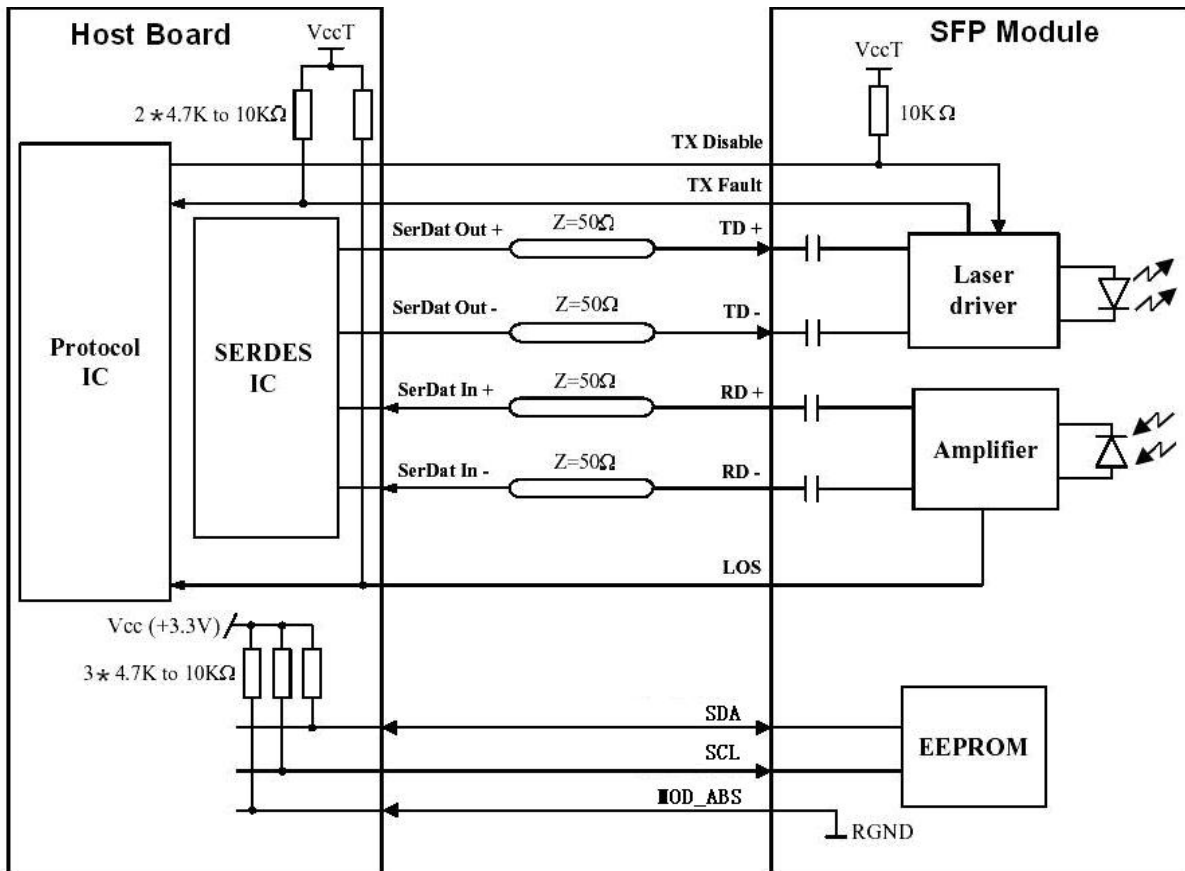 Host Board
SFP Module
VccT
VccT
2*4.7K to 10KΩ
10KΩ
TX Disable
TX Fault
SerDat Out +
Z=50Ω
TD +
SerDat Out -
Z=50Ω
TD -
Laser
driver
Protocol
IC
SERDES
IC
SerDat In +
Z=50Ω
RD +
SerDat In -
Z=50Ω
RD -
Amplifier
LOS
Vcc (+3.3V)
3*4.7K to 10KΩ
SDA
SCL
MOD_ABS
EEPROM
RGND